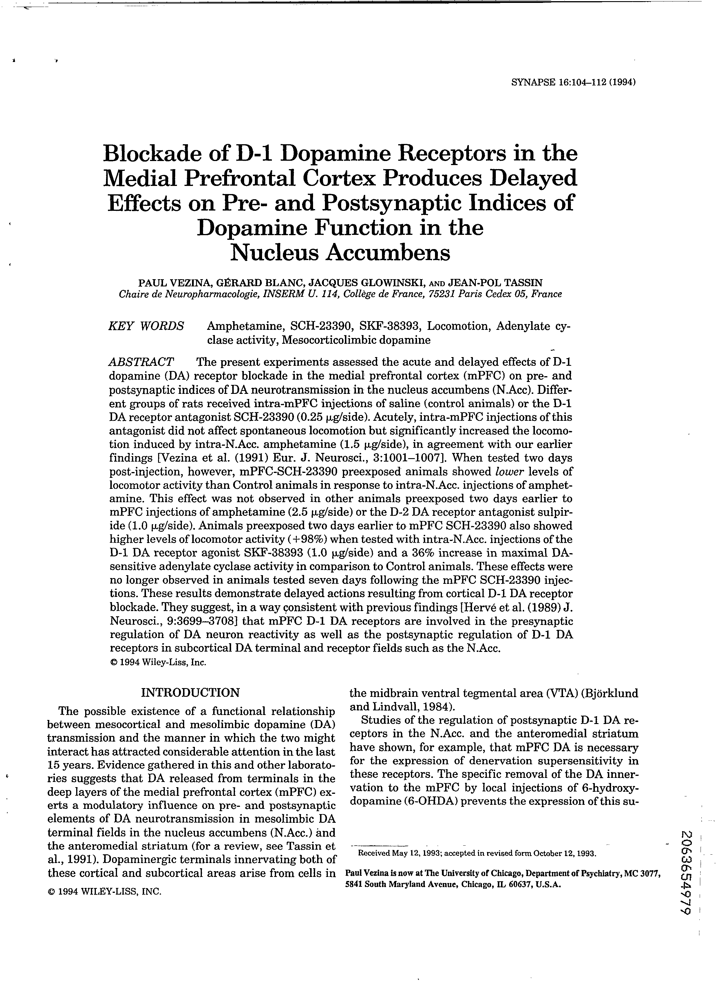 SYNAPSE 16:104–112 (1994)
Blockade of D-1 Dopamine Receptors in the
Medial Prefrontal Cortex Produces Delayed
Effects on Pre- and Postsynaptic Indices of
Dopamine Function in the
Nucleus Accumbens
PAUL VEZINA, GÉRARD BLANC, JACQUES GLOWINSKI, AND JEAN-POL TASSIN
Chaire de Neuropharmacologie, INSERM U. 114, Collège de France, 75231 Paris Cedex 05, France
KEY WORDS Amphetamine, SCH-23390, SKF-38393, Locomotion, Adenylate cy-
clase activity, Mesocorticolimbic dopamine
ABSTRACT The present experiments assessed the acute and delayed effects of D-1
dopamine (DA) receptor blockade in the medial prefrontal cortex (mPFC) on pre- and
postsynaptic indices of DA neurotransmission in the nucleus accumbens (N.Acc). Differ-
ent groups of rats received intra-mPFC injections of saline (control animals) or the D-1
DA receptor antagonist SCH-23390 (0.25 µg/side). Acutely, intra-mPFC injections of this
antagonist did not affect spontaneous locomotion but significantly increased the locomo-
tion induced by intra-N.Acc. amphetamine (1.5 µg/side), in agreement with our earlier
findings [Vezina et al. (1991) Eur. J. Neurosci., 3:1001–1007]. When tested two days
post-injection, however, mPFC-SCH-23390 preexposed animals showed lower levels of
locomotor activity than Control animals in response to intra-N.Acc. injections of amphet-
amine. This effect was not observed in other animals preexposed two days earlier to
mPFC injections of amphetamine (2.5 µg/side) or the D-2 DA receptor antagonist sulpir-
ide (1.0 µg/side). Animals preexposed two days earlier to mPFC SCH-23390 also showed
higher levels of locomotor activity (+98%) when tested with intra-N.Acc. injections of the
D-1 DA receptor agonist SKF-38393 (1.0 µg/side) and a 36% increase in maximal DA-
sensitive adenylate cyclase activity in comparison to Control animals. These effects were
no longer observed in animals tested seven days following the mPFC SCH-23390 injec-
tions. These results demonstrate delayed actions resulting from cortical D-1 DA receptor
blockade. They suggest, in a way consistent with previous findings [Hervé et al. (1989) J.
Neurosci., 9:3699–3708] that mPFC D-1 DA receptors are involved in the presynaptic
regulation of DA neuron reactivity as well as the postsynaptic regulation of D-1 DA
receptors in subcortical DA terminal and receptor fields such as the N.Acc.
© 1994 Wiley-Liss, Inc.
INTRODUCTION
The possible existence of a functional relationship
between mesocortical and mesolimbic dopamine (DA)
transmission and the manner in which the two might
interact has attracted considerable attention in the last
15 years. Evidence gathered in this and other laborato-
ries suggests that DA released from terminals in the
deep layers of the medial prefrontal cortex (mPFC) ex-
erts a modulatory influence on pre- and postsynaptic
elements of DA neurotransmission in mesolimbic DA
terminal fields in the nucleus accumbens (N.Acc.) and
the anteromedial striatum (for a review, see Tassin et
al., 1991). Dopaminergic terminals innervating both of
these cortical and subcortical areas arise from cells in
© 1994 WILEY-LISS, INC.
the midbrain ventral tegmental area (VTA) (Björklund
and Lindvall, 1984).
Studies of the regulation of postsynaptic D-1 DA re-
ceptors in the N.Acc. and the anteromedial striatum
have shown, for example, that mPFC DA is necessary
for the expression of denervation supersensitivity in
these receptors. The specific removal of the DA inner-
vation to the mPFC by local injections of 6-hydroxy-
dopamine (6-OHDA) prevents the expression of this su-
Received May 12, 1993; accepted in revised form October 12, 1993.
Paul Vezina is now at The University of Chicago, Department of Psychiatry, MC 3077,
5841 South Maryland Avenue, Chicago, IL 60637, U.S.A.
2063654979